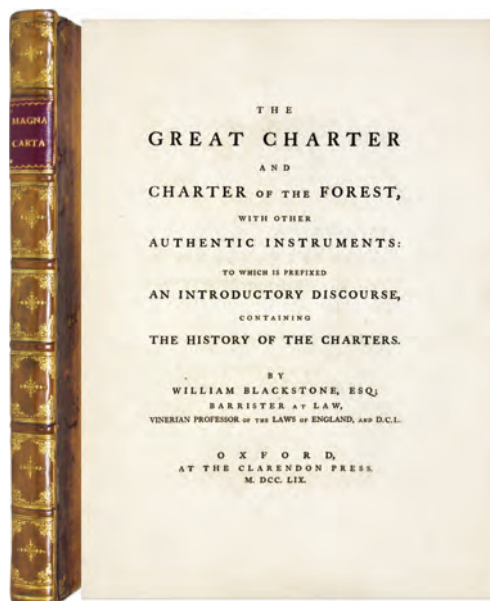 MAGNA
CARTA
THE
GREAT CHARTER
AND
CHARTER OF THE FOREST,
WITH OTHER
AUTHENTIC INSTRUMENTS:
TO WHICH IS PREFIXED
AN INTRODUCTORY DISCOURSE,
CONTAINING
THE HISTORY OF THE CHARTERS.
BY
WILLIAM BLACKSTONE, ESQ;
BARRISTER AT LAW,
VINERIAN PROFESSOR OF THE LAWS OF ENGLAND, AND D.C.L.
OXFORD,
AT THE CLARENDON PRESS.
M. DCC. LIX.